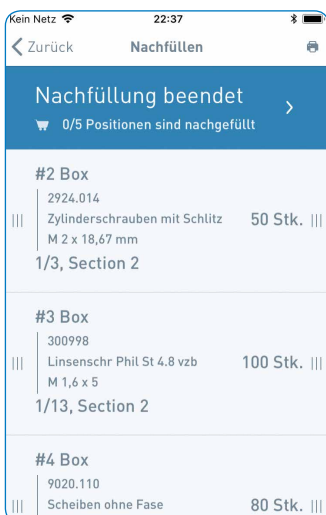 Kein Netz 22:37
Zurück Nachfüllen
Nachfüllung beendet
0/5 Positionen sind nachgefüllt
#2 Box
2924.014
Zylinderschrauben mit Schlitz 50 Stk.
M 2 x 18,67 mm
1/3, Section 2
#3 Box
300998
Linsenschr Phil St 4.8 vzb 100 Stk.
M 1,6 x 5
1/13, Section 2
#4 Box
9020.110
Scheiben ohne Fase 80 Stk.